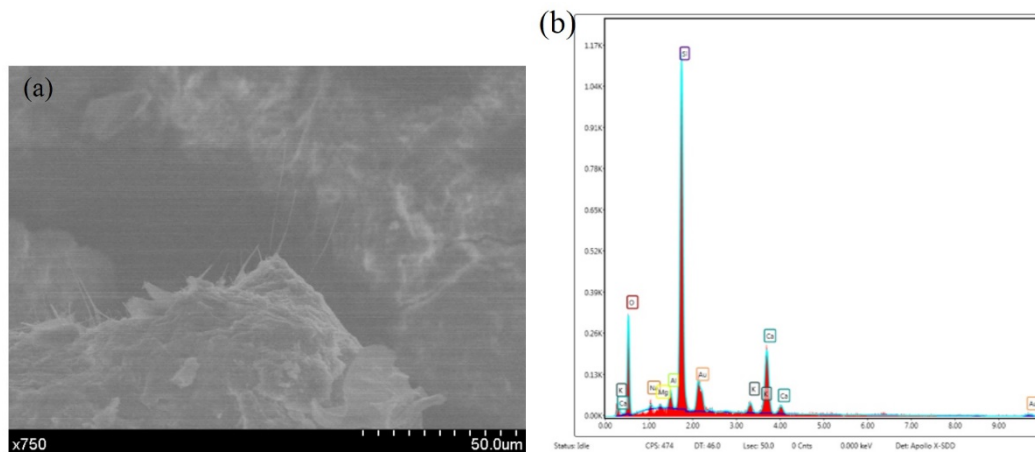 (a)
x750
50.0um
(b)
1.17K
1.04K
0.91K
0.78K
0.65K
0.52K
0.39K
0.26K
0.13K
0.00K
Si
O
K
Ca
Na
Mg
Al
Au
K
K
Ca
Ca
0.00 1.00 2.00 3.00 4.00 5.00 6.00 7.00 8.00 9.00
Status: Idle CPS: 474 DT: 46.0 Lsec: 50.0 0 Cnts 0.000 keV Det: Apollo X-SDD